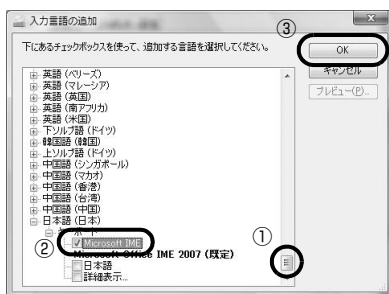 入力言語の追加
③
下にあるチェックボックスを使って、追加する言語を選択してください。
OK
キャンセル
プレビュー(P)...
英語 (ベリーズ)
英語 (マレーシア)
英語 (英国)
英語 (南アフリカ)
英語 (米国)
下ソルブ語 (ドイツ)
韓国語 (韓国)
上ソルブ語 (ドイツ)
中国語 (シンガポール)
中国語 (マカオ)
中国語 (香港)
中国語 (台湾)
中国語 (中国)
日本語 (日本)
キーボード
② Microsoft IME
①
Microsoft Office IME 2007 (既定)
日本語
詳細表示...